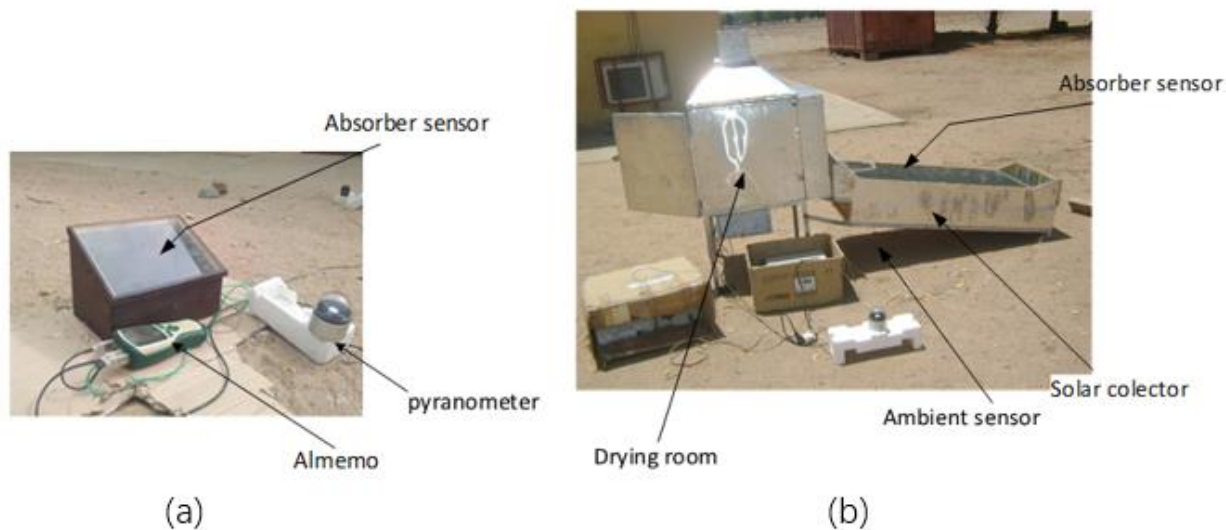 Absorber sensor
pyranometer
Almemo
(a)
Absorber sensor
Solar colector
Ambient sensor
Drying room
(b)